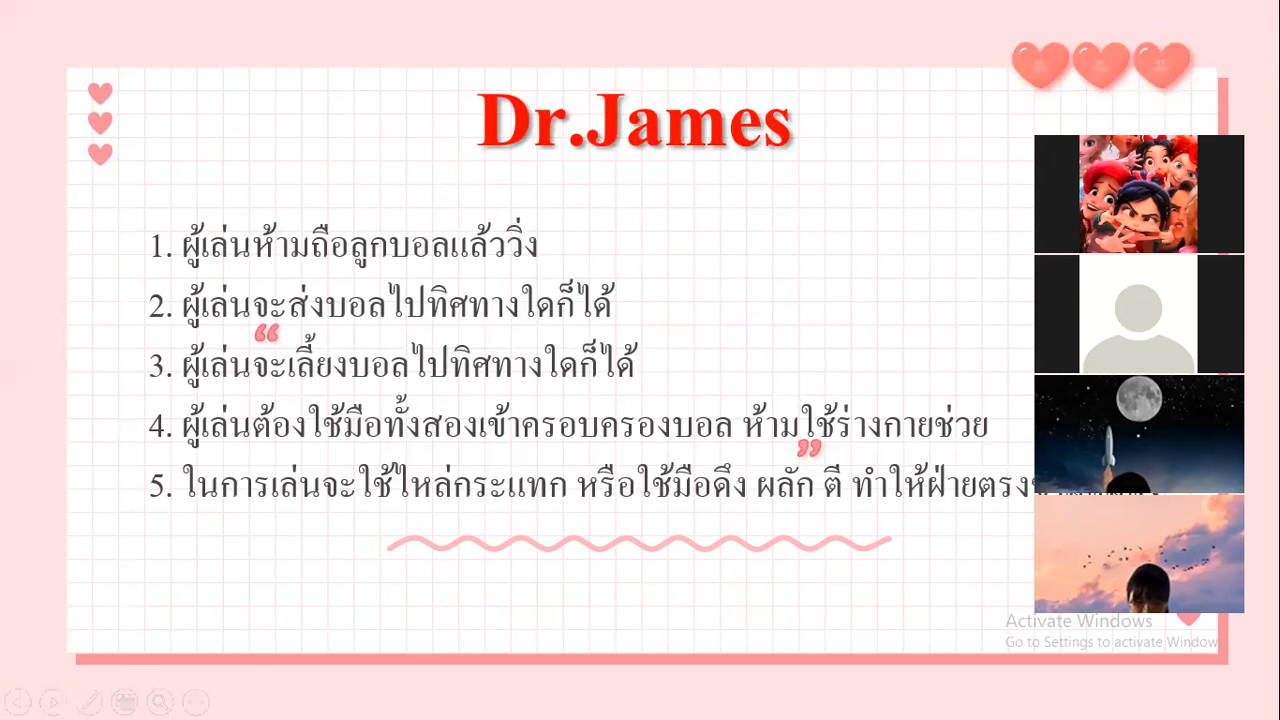 Dr.James
1. ผู้เล่นห้ามถือลูกบอลแล้ววิ่ง
2. ผู้เล่นจะส่งบอลไปทิศทางใดก็ได้
3. ผู้เล่นจะเลี้ยงบอลไปทิศทางใดก็ได้
4. ผู้เล่นต้องใช้มือทั้งสองเข้าครอบครองบอล ห้ามใช้ร่างกายช่วย
5. ในการเล่นจะใช้ไหล่กระแทก หรือใช้มือดึง ผลัก ตี ทำให้ฝ่ายตรง
Activate Windows
Go to Settings to activate Windows